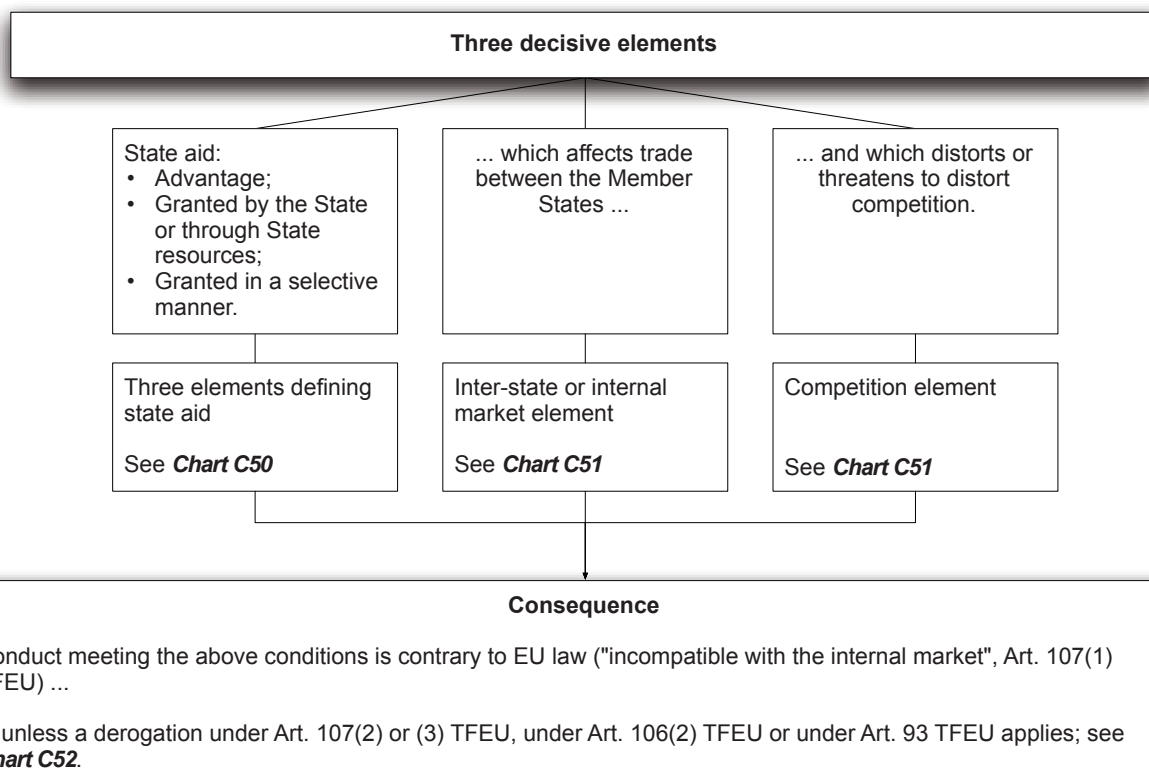 Three decisive elements
State aid:
• Advantage;
• Granted by the State
or through State
resources;
• Granted in a selective
manner.
... which affects trade
between the Member
States ...
... and which distorts or
threatens to distort
competition.
Three elements defining
state aid
See Chart C50
Inter-state or internal
market element
See Chart C51
Competition element
See Chart C51
Consequence
onduct meeting the above conditions is contrary to EU law ("incompatible with the internal market", Art. 107(1)
FEU) ...
unless a derogation under Art. 107(2) or (3) TFEU, under Art. 106(2) TFEU or under Art. 93 TFEU applies; see
hart C52.